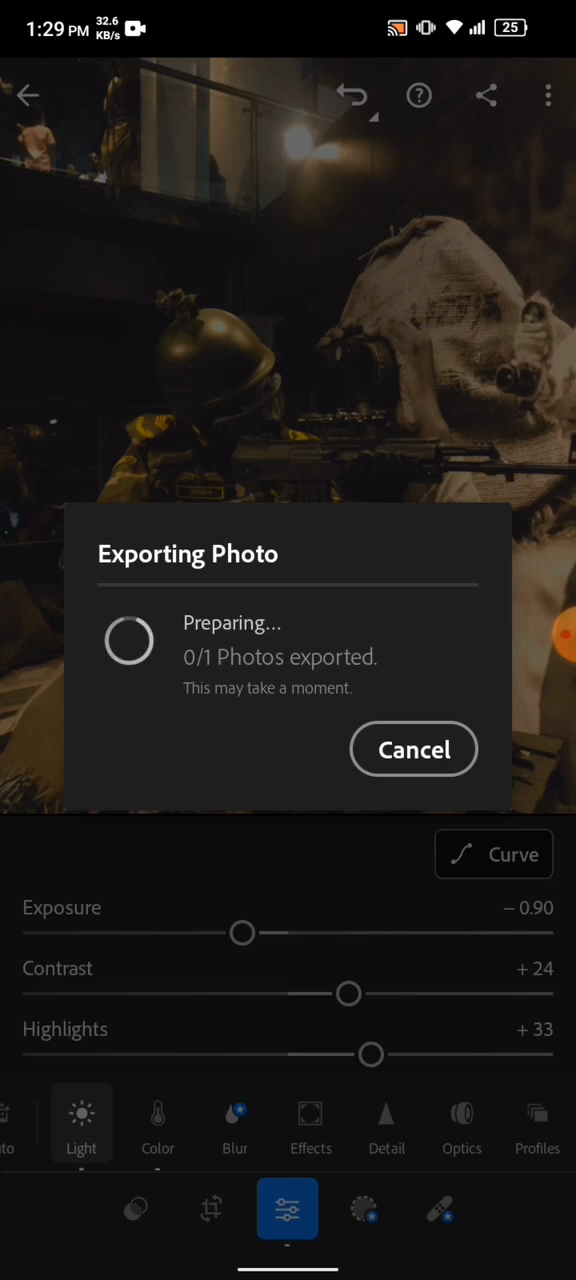 1:29 PM 32.6 KB/s 25
Exporting Photo
Preparing...
0/1 Photos exported.
This may take a moment.
Cancel
Curve
Exposure – 0.90
Contrast + 24
Highlights + 33
to Light Color Blur Effects Detail Optics Profiles